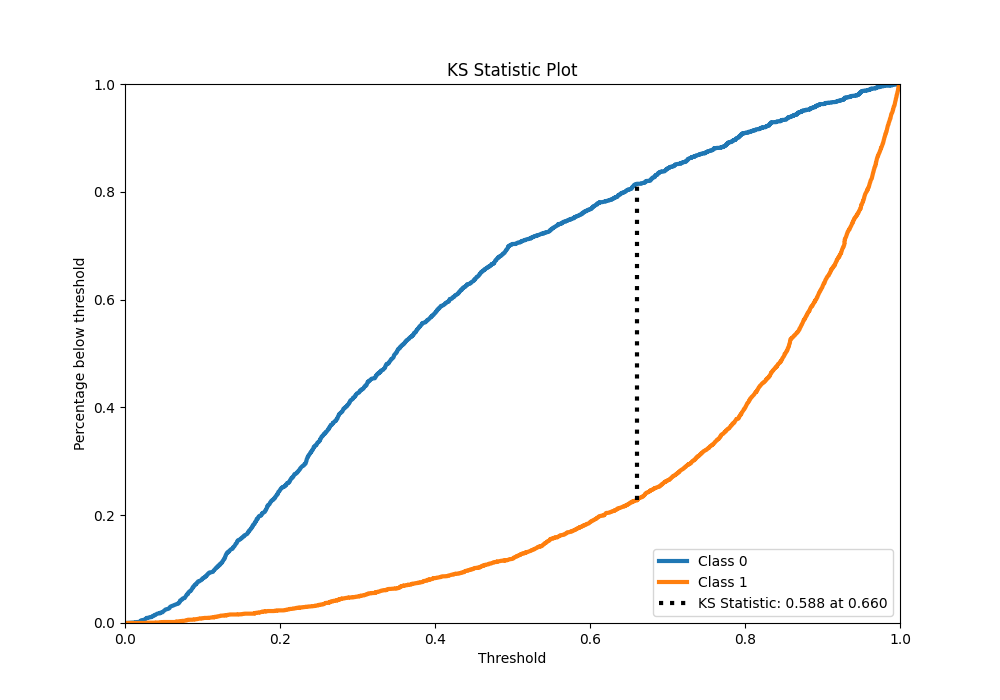 KS Statistic Plot
1.0
0.8
0.6
0.4
0.2
0.0
Percentage below threshold
0.0 0.2 0.4 0.6 0.8 1.0
Threshold
Class 0
Class 1
KS Statistic: 0.588 at 0.660